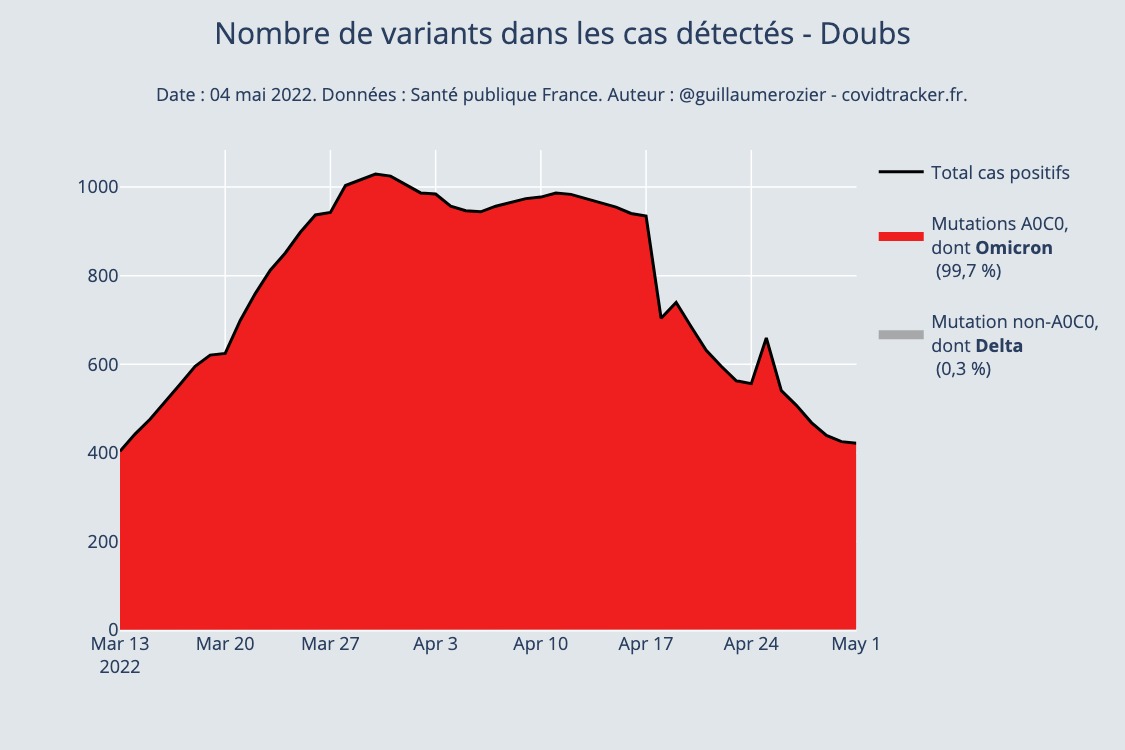 Nombre de variants dans les cas détectés - Doubs
Date : 04 mai 2022. Données : Santé publique France. Auteur : @guillaumerozier - covidtracker.fr.
Total cas positifs
Mutations A0C0,
dont Omicron
(99,7 %)
Mutation non-A0C0,
dont Delta
(0,3 %)
1000
800
600
400
200
0
Mar 13 Mar 20 Mar 27 Apr 3 Apr 10 Apr 17 Apr 24 May 1
2022